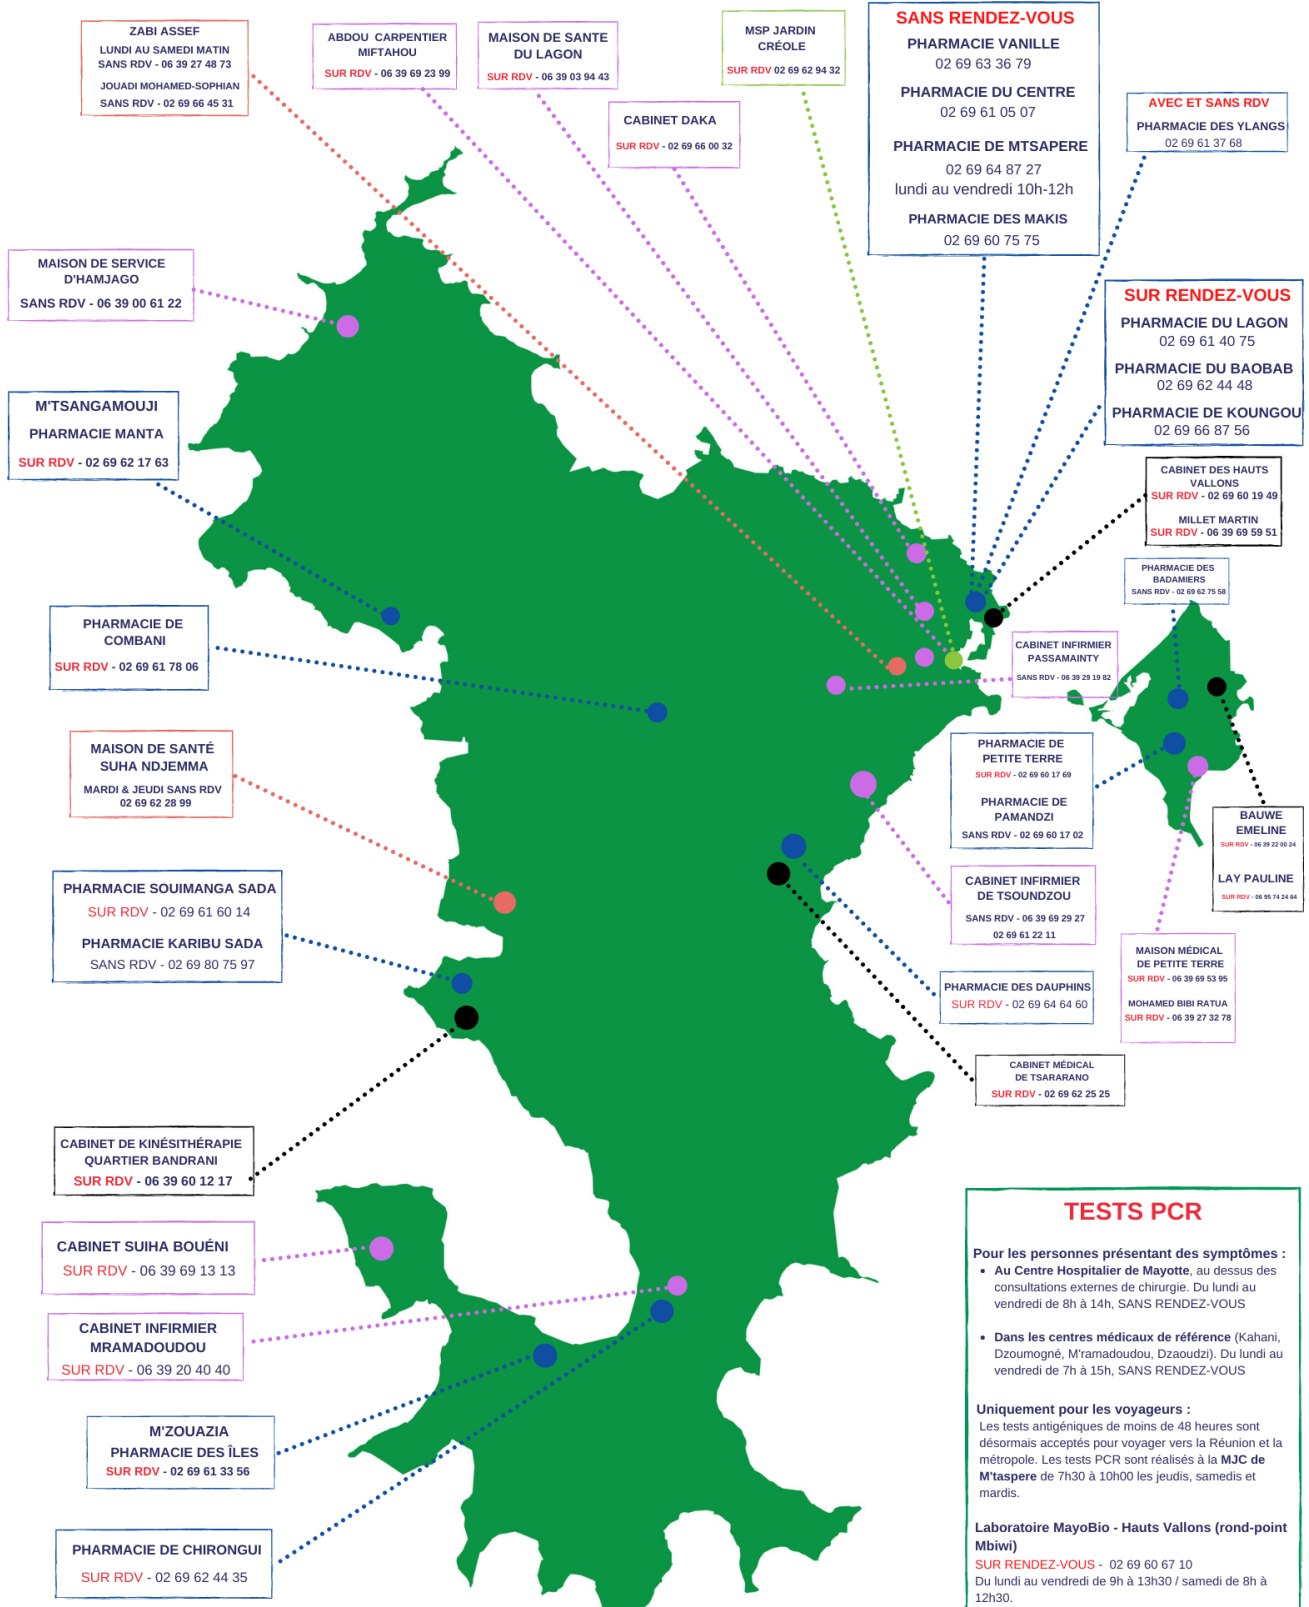 ZABI ASSEF
LUNDI AU SAMEDI MATIN
SANS RDV - 06 39 27 48 73
JOUADI MOHAMED-SOPHIAN
SANS RDV - 02 69 66 45 31
ABDOU CARPENTIER
MIFTAHOU
SUR RDV - 06 39 69 23 99
MAISON DE SANTE
DU LAGON
SUR RDV - 06 39 03 94 43
CABINET DAKA
SUR RDV - 02 69 66 00 32
MSP JARDIN
CRÉOLE
SUR RDV 02 69 62 94 32
SANS RENDEZ-VOUS
PHARMACIE VANILLE
02 69 63 36 79
PHARMACIE DU CENTRE
02 69 61 05 07
PHARMACIE DE MTSAPERE
02 69 64 87 27
lundi au vendredi 10h-12h
PHARMACIE DES MAKIS
02 69 60 75 75
AVEC ET SANS RDV
PHARMACIE DES YLANGS
02 69 61 37 68
SUR RENDEZ-VOUS
PHARMACIE DU LAGON
02 69 61 40 75
PHARMACIE DU BAOBAB
02 69 62 44 48
PHARMACIE DE KOUNGOU
02 69 66 87 56
MAISON DE SERVICE
D'HAMJAGO
SANS RDV - 06 39 00 61 22
M'TSANGAMOUJI
PHARMACIE MANTA
SUR RDV - 02 69 62 17 63
CABINET DES HAUTS
VALLONS
SUR RDV - 02 69 60 19 49
MILLET MARTIN
SUR RDV - 06 39 69 59 51
PHARMACIE DES
BADAMIERS
SANS RDV - 02 69 62 75 58
PHARMACIE DE
COMBANI
SUR RDV - 02 69 61 78 06
CABINET INFIRMIER
PASSAMAINTY
SANS RDV - 06 39 29 19 82
MAISON DE SANTÉ
SUHA NDJEMMA
MARDI & JEUDI SANS RDV
02 69 62 28 99
PHARMACIE DE
PETITE TERRE
SUR RDV - 02 69 60 17 69
PHARMACIE DE
PAMANDZI
SANS RDV - 02 69 60 17 02
BAUWE
EMELINE
SUR RDV - 06 39 22 00 24
LAY PAULINE
SUR RDV - 06 95 74 24 64
PHARMACIE SOUIMANGA SADA
SUR RDV - 02 69 61 60 14
PHARMACIE KARIBU SADA
SANS RDV - 02 69 80 75 97
CABINET INFIRMIER
DE TSOUNDZOU
SANS RDV - 06 39 69 29 27
02 69 61 22 11
MAISON MÉDICAL
DE PETITE TERRE
SUR RDV - 06 39 69 53 95
MOHAMED BIBI RATUA
SUR RDV - 06 39 27 32 78
PHARMACIE DES DAUPHINS
SUR RDV - 02 69 64 64 60
CABINET MÉDICAL
DE TSARARANO
SUR RDV - 02 69 62 25 25
CABINET DE KINÉSITHÉRAPIE
QUARTIER BANDRANI
SUR RDV - 06 39 60 12 17
CABINET SUIHA BOUÉNI
SUR RDV - 06 39 69 13 13
CABINET INFIRMIER
MRAMADOUDOU
SUR RDV - 06 39 20 40 40
M'ZOUAZIA
PHARMACIE DES ÎLES
SUR RDV - 02 69 61 33 56
PHARMACIE DE CHIRONGUI
SUR RDV - 02 69 62 44 35
TESTS PCR
Pour les personnes présentant des symptômes :
• Au Centre Hospitalier de Mayotte, au dessus des
consultations externes de chirurgie. Du lundi au
vendredi de 8h à 14h, SANS RENDEZ-VOUS
• Dans les centres médicaux de référence (Kahani,
Dzoumogné, M'ramadoudou, Dzaoudzi). Du lundi au
vendredi de 7h à 15h, SANS RENDEZ-VOUS
Uniquement pour les voyageurs :
Les tests antigéniques de moins de 48 heures sont
désormais acceptés pour voyager vers la Réunion et la
métropole. Les tests PCR sont réalisés à la MJC de
M'taspere de 7h30 à 10h00 les jeudis, samedis et
mardis.
Laboratoire MayoBio - Hauts Vallons (rond-point
Mbiwi)
SUR RENDEZ-VOUS - 02 69 60 67 10
Du lundi au vendredi de 9h à 13h30 / samedi de 8h à
12h30.